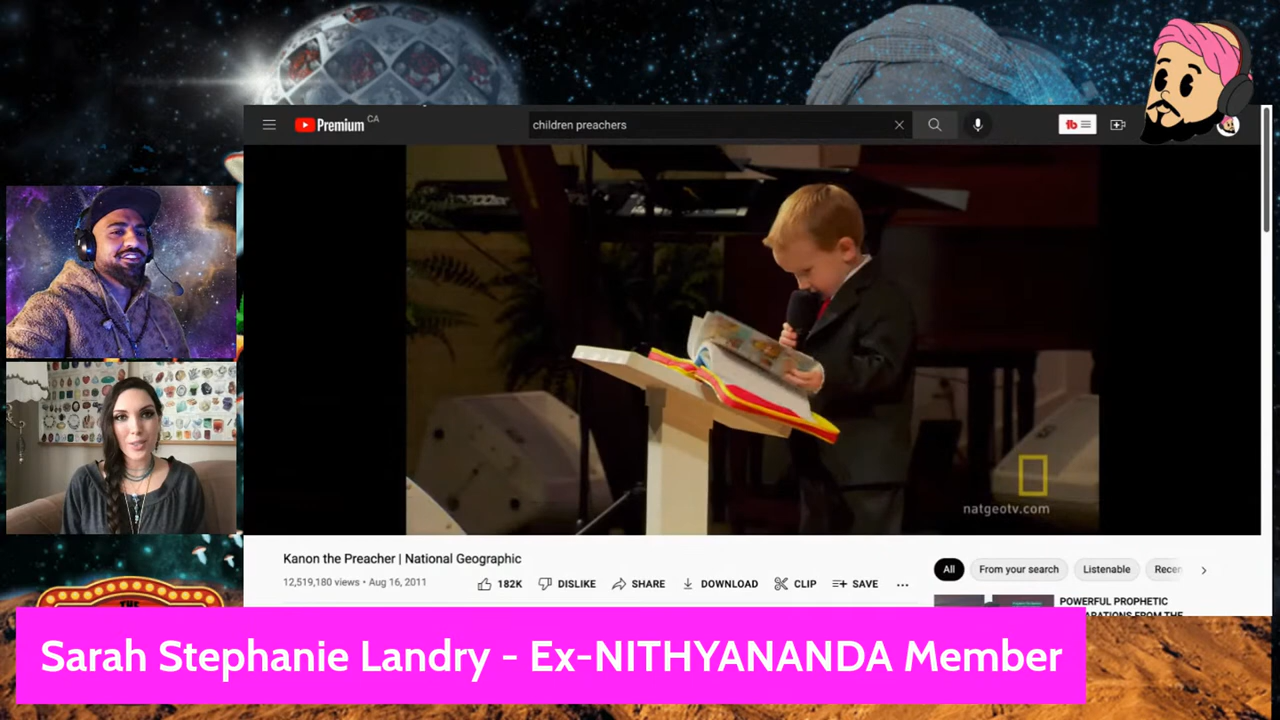 Premium CA
children preachers
natgeotv.com
Kanon the Preacher | National Geographic
12,519,180 views • Aug 16, 2011
182K
DISLIKE
SHARE
DOWNLOAD
CLIP
SAVE
All
From your search
Listenable
POWERFUL PROPHETIC
THE
Sarah Stephanie Landry - Ex-NITHYANANDA Member